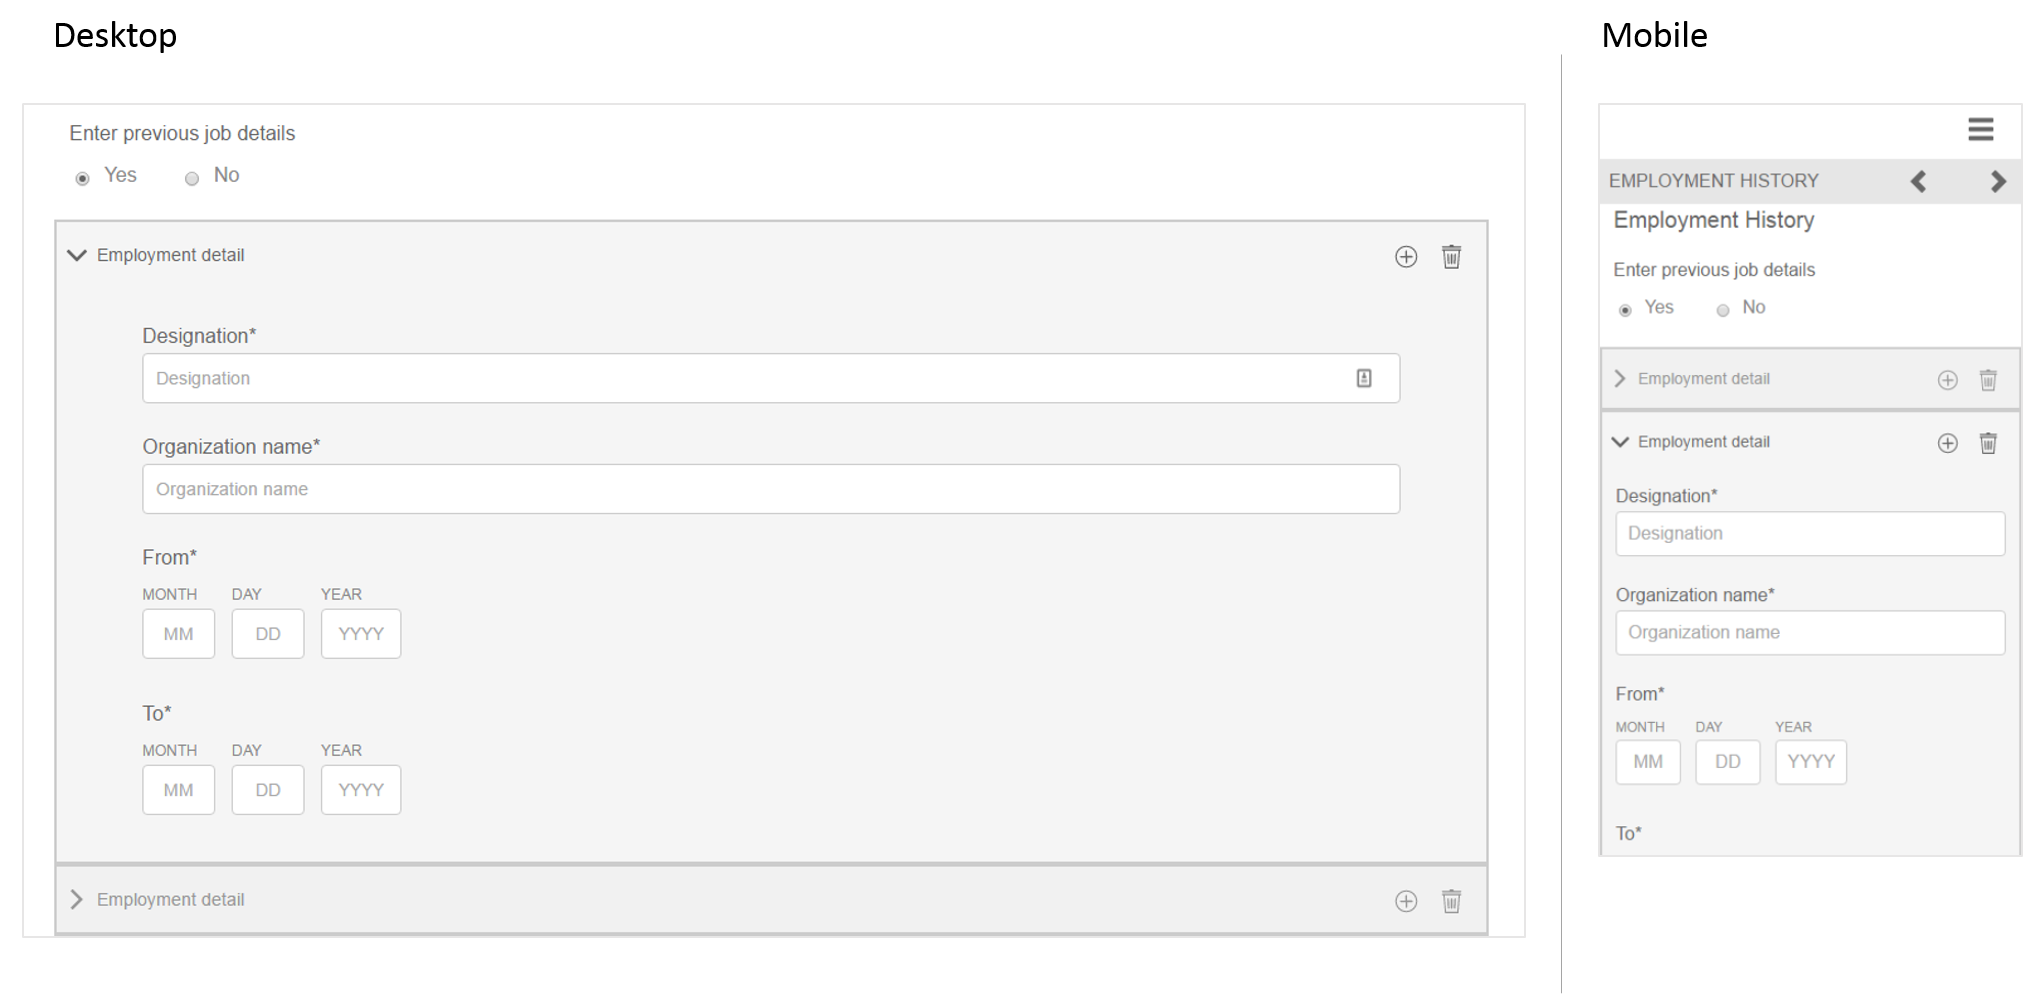 Desktop
Enter previous job details
Yes No
Employment detail
Designation*
Designation
Organization name*
Organization name
From*
MONTH DAY YEAR
MM DD YYYY
To*
MONTH DAY YEAR
MM DD YYYY
Employment detail
Mobile
EMPLOYMENT HISTORY
Employment History
Enter previous job details
Yes No
Employment detail
Employment detail
Designation*
Designation
Organization name*
Organization name
From*
MONTH DAY YEAR
MM DD YYYY
To*